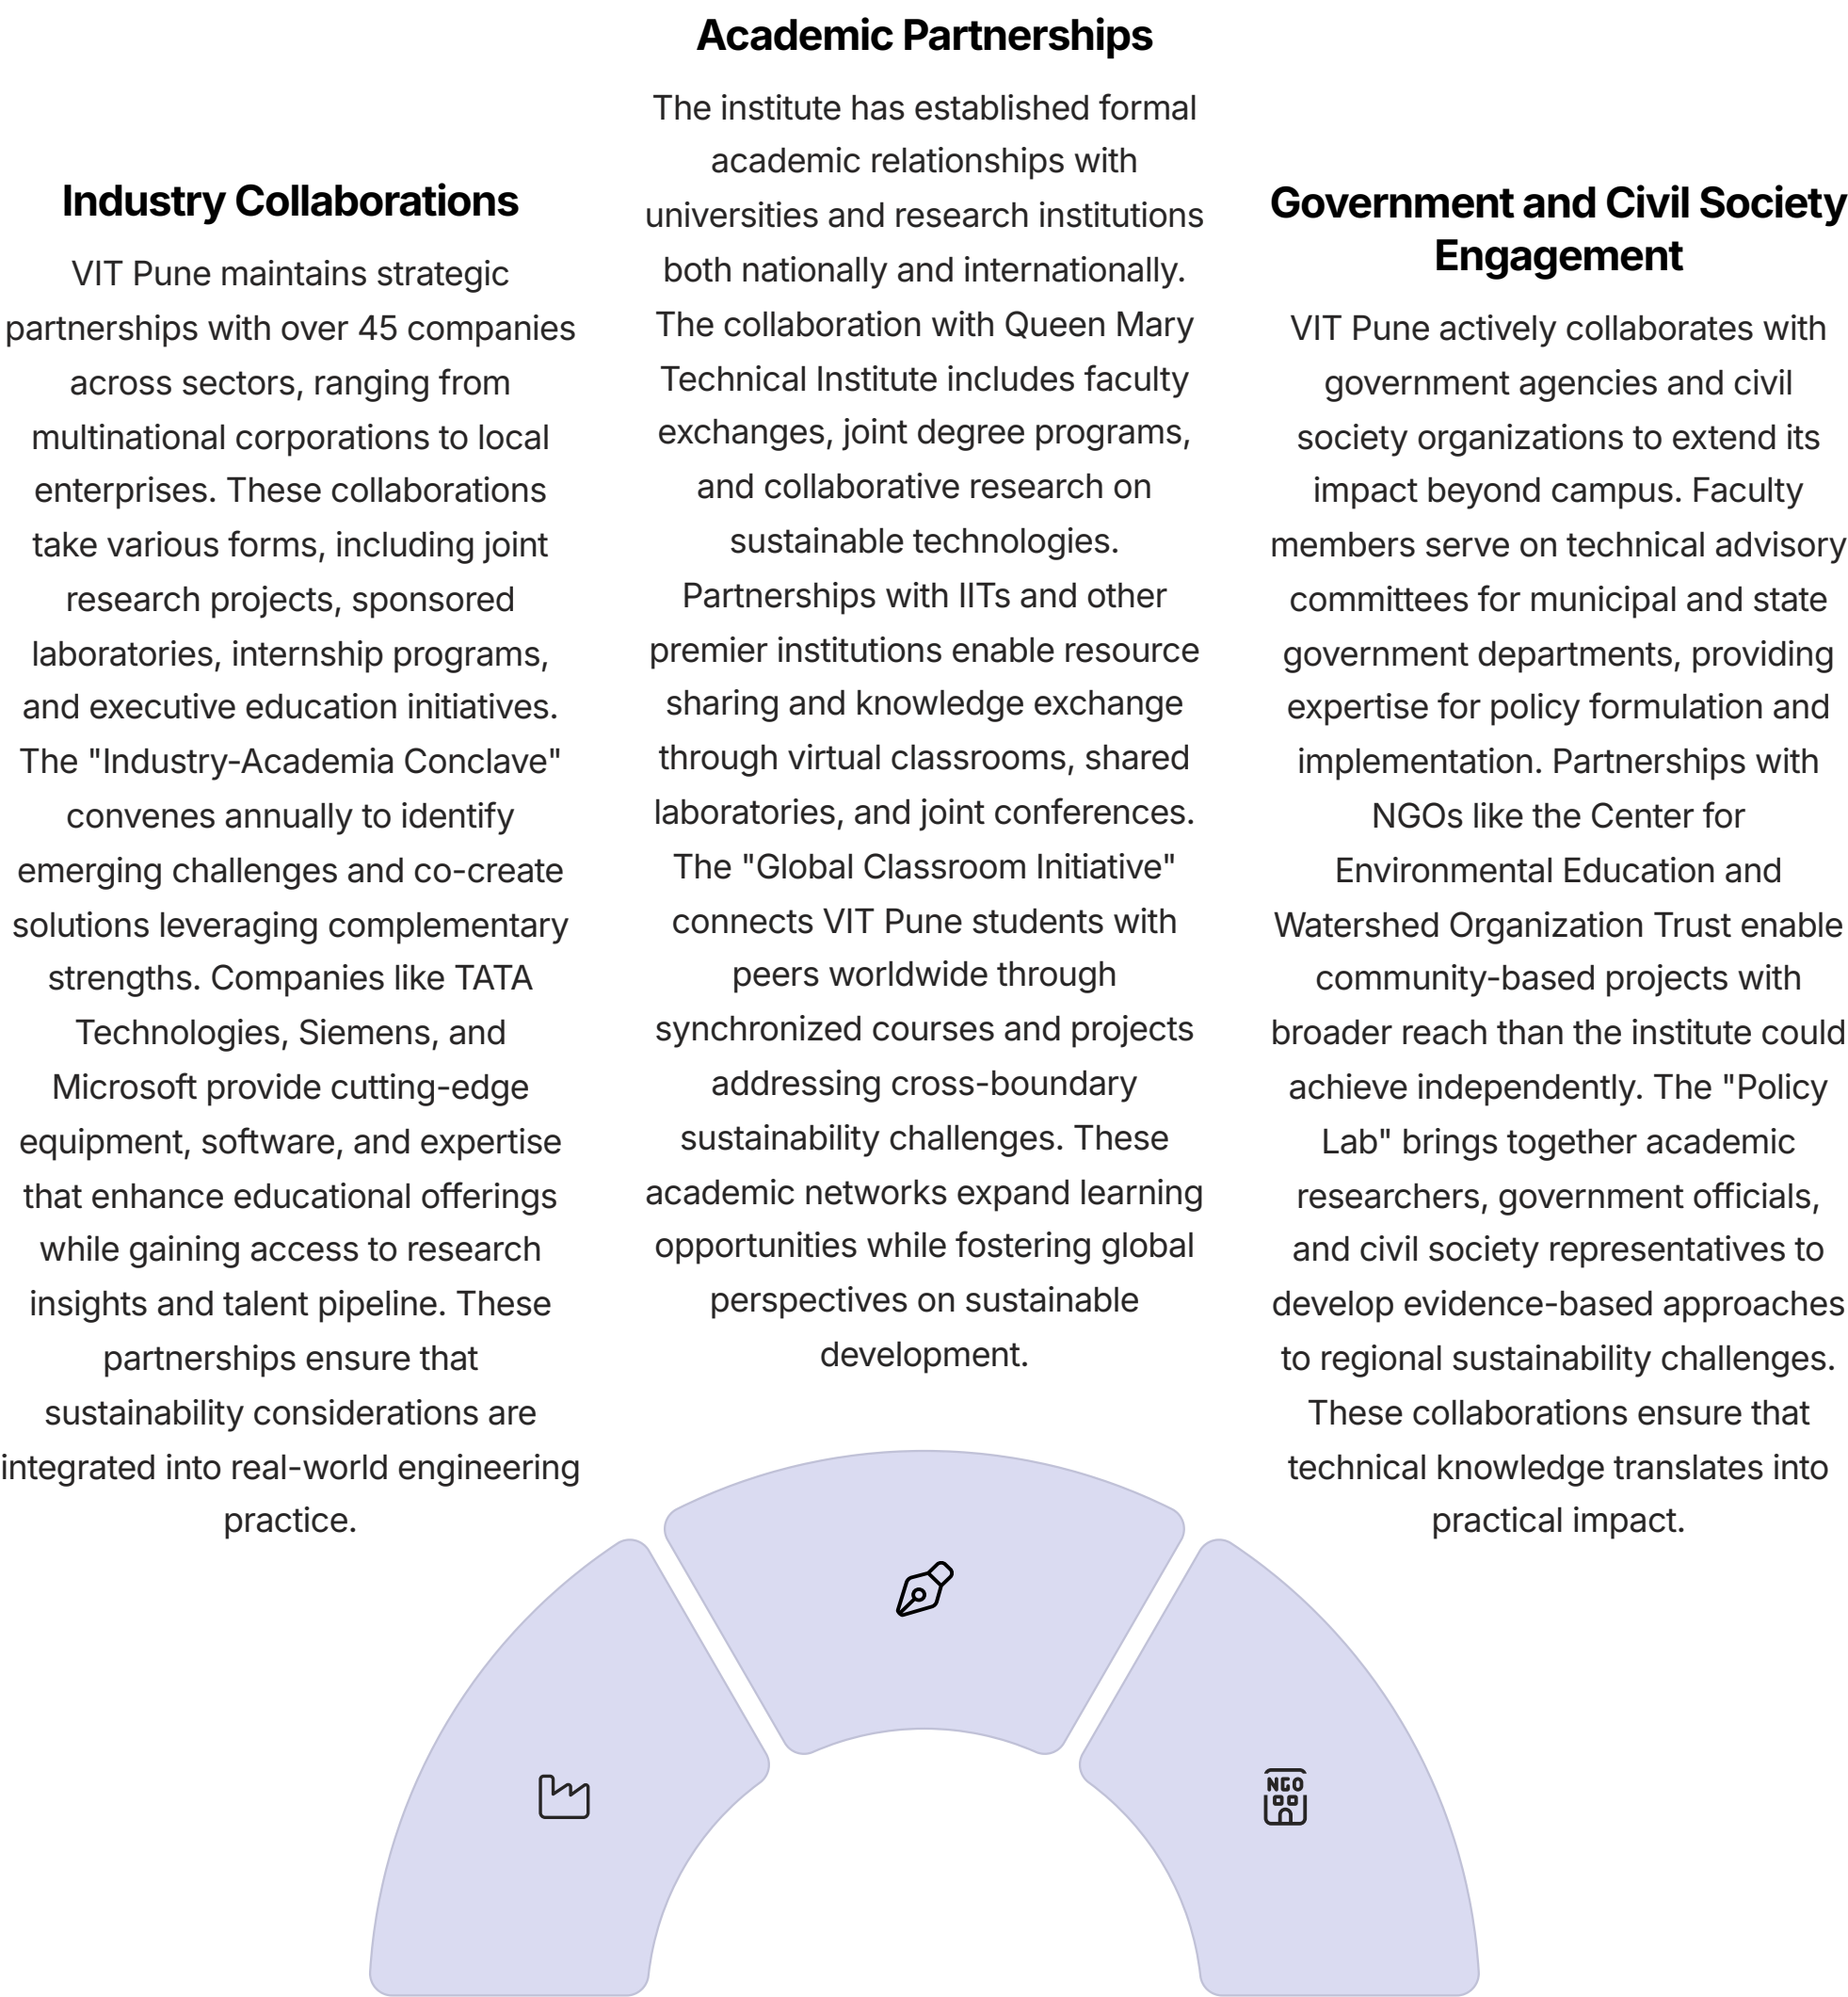 Academic Partnerships
The institute has established formal
academic relationships with
universities and research institutions
both nationally and internationally.
The collaboration with Queen Mary
Technical Institute includes faculty
exchanges, joint degree programs,
and collaborative research on
sustainable technologies.
Partnerships with IITs and other
premier institutions enable resource
sharing and knowledge exchange
through virtual classrooms, shared
laboratories, and joint conferences.
The "Global Classroom Initiative"
connects VIT Pune students with
peers worldwide through
synchronized courses and projects
addressing cross-boundary
sustainability challenges. These
academic networks expand learning
opportunities while fostering global
perspectives on sustainable
development.
Industry Collaborations
VIT Pune maintains strategic
partnerships with over 45 companies
across sectors, ranging from
multinational corporations to local
enterprises. These collaborations
take various forms, including joint
research projects, sponsored
laboratories, internship programs,
and executive education initiatives.
The "Industry-Academia Conclave"
convenes annually to identify
emerging challenges and co-create
solutions leveraging complementary
strengths. Companies like TATA
Technologies, Siemens, and
Microsoft provide cutting-edge
equipment, software, and expertise
that enhance educational offerings
while gaining access to research
insights and talent pipeline. These
partnerships ensure that
sustainability considerations are
integrated into real-world engineering
practice.
Government and Civil Society
Engagement
VIT Pune actively collaborates with
government agencies and civil
society organizations to extend its
impact beyond campus. Faculty
members serve on technical advisory
committees for municipal and state
government departments, providing
expertise for policy formulation and
implementation. Partnerships with
NGOs like the Center for
Environmental Education and
Watershed Organization Trust enable
community-based projects with
broader reach than the institute could
achieve independently. The "Policy
Lab" brings together academic
researchers, government officials,
and civil society representatives to
develop evidence-based approaches
to regional sustainability challenges.
These collaborations ensure that
technical knowledge translates into
practical impact.
NGO